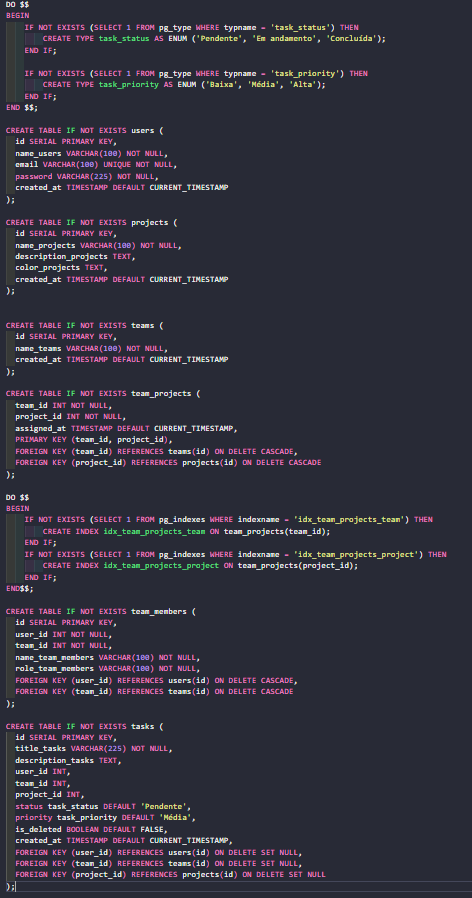 DO $$
BEGIN
IF NOT EXISTS (SELECT 1 FROM pg_type WHERE typname = 'task_status') THEN
CREATE TYPE task_status AS ENUM ('Pendente', 'Em andamento', 'Concluída');
END IF;
IF NOT EXISTS (SELECT 1 FROM pg_type WHERE typname = 'task_priority') THEN
CREATE TYPE task_priority AS ENUM ('Baixa', 'Média', 'Alta');
END IF;
END $$;
CREATE TABLE IF NOT EXISTS users (
id SERIAL PRIMARY KEY,
name_users VARCHAR(100) NOT NULL,
email VARCHAR(100) UNIQUE NOT NULL,
password VARCHAR(225) NOT NULL,
created_at TIMESTAMP DEFAULT CURRENT_TIMESTAMP
);
CREATE TABLE IF NOT EXISTS projects (
id SERIAL PRIMARY KEY,
name_projects VARCHAR(100) NOT NULL,
description_projects TEXT,
color_projects TEXT,
created_at TIMESTAMP DEFAULT CURRENT_TIMESTAMP
);
CREATE TABLE IF NOT EXISTS teams (
id SERIAL PRIMARY KEY,
name_teams VARCHAR(100) NOT NULL,
created_at TIMESTAMP DEFAULT CURRENT_TIMESTAMP
);
CREATE TABLE IF NOT EXISTS team_projects (
team_id INT NOT NULL,
project_id INT NOT NULL,
assigned_at TIMESTAMP DEFAULT CURRENT_TIMESTAMP,
PRIMARY KEY (team_id, project_id),
FOREIGN KEY (team_id) REFERENCES teams(id) ON DELETE CASCADE,
FOREIGN KEY (project_id) REFERENCES projects(id) ON DELETE CASCADE
);
DO $$
BEGIN
IF NOT EXISTS (SELECT 1 FROM pg_indexes WHERE indexname = 'idx_team_projects_team') THEN
CREATE INDEX idx_team_projects_team ON team_projects(team_id);
END IF;
IF NOT EXISTS (SELECT 1 FROM pg_indexes WHERE indexname = 'idx_team_projects_project') THEN
CREATE INDEX idx_team_projects_project ON team_projects(project_id);
END IF;
END$$;
CREATE TABLE IF NOT EXISTS team_members (
id SERIAL PRIMARY KEY,
user_id INT NOT NULL,
team_id INT NOT NULL,
name_team_members VARCHAR(100) NOT NULL,
role_team_members VARCHAR(100) NOT NULL,
FOREIGN KEY (user_id) REFERENCES users(id) ON DELETE CASCADE,
FOREIGN KEY (team_id) REFERENCES teams(id) ON DELETE CASCADE
);
CREATE TABLE IF NOT EXISTS tasks (
id SERIAL PRIMARY KEY,
title_tasks VARCHAR(225) NOT NULL,
description_tasks TEXT,
user_id INT,
team_id INT,
project_id INT,
status task_status DEFAULT 'Pendente',
priority task_priority DEFAULT 'Média',
is_deleted BOOLEAN DEFAULT FALSE,
created_at TIMESTAMP DEFAULT CURRENT_TIMESTAMP,
FOREIGN KEY (user_id) REFERENCES users(id) ON DELETE SET NULL,
FOREIGN KEY (team_id) REFERENCES teams(id) ON DELETE SET NULL,
FOREIGN KEY (project_id) REFERENCES projects(id) ON DELETE SET NULL
);